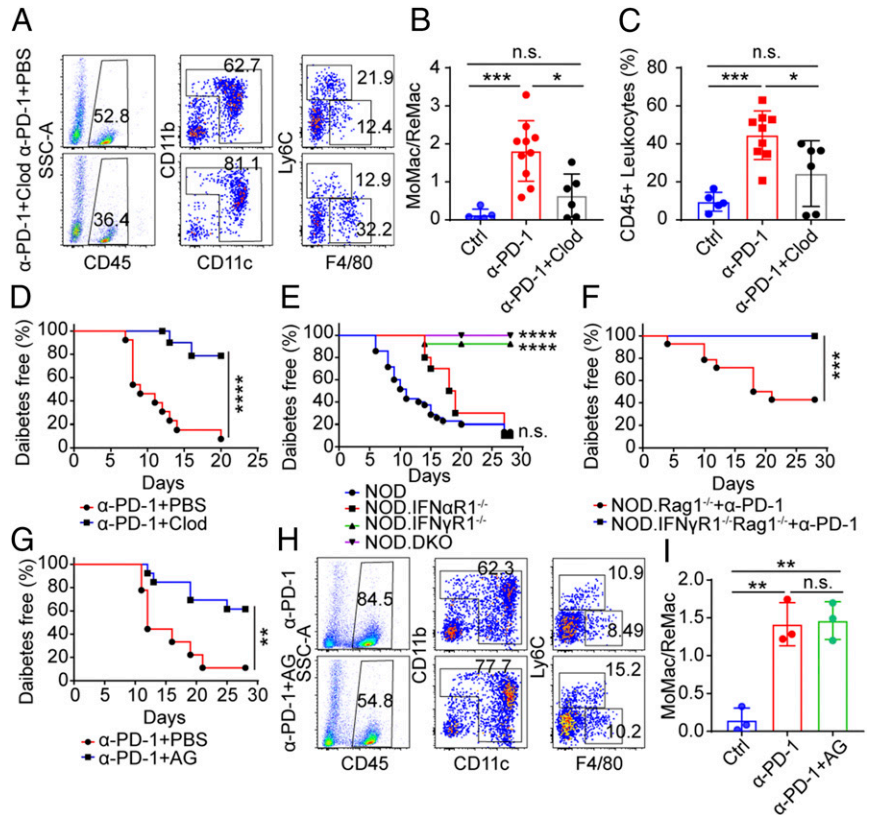 A
α-PD-1+Clod α-PD-1+PBS
SSC-A
52.8
36.4
CD45
CD11b
62.7
81.1
CD11c
Ly6C
21.9
12.4
12.9
32.2
F4/80
B
MoMac/ReMac
4
3
2
1
0
n.s.
*** *
Ctrl
α-PD-1
α-PD-1+Clod
C
CD45+ Leukocytes (%)
80
60
40
20
0
n.s.
*** *
Ctrl
α-PD-1
α-PD-1+Clod
D
Daibetes free (%)
100
80
60
40
20
0
0 5 10 15 20 25
Days
****
α-PD-1+PBS
α-PD-1+Clod
E
Daibetes free (%)
100
80
60
40
20
0
0 5 10 15 20 25 30
Days
****
****
n.s.
NOD
NOD.IFNαR1-/-
NOD.IFNγR1-/-
NOD.DKO
F
Daibetes free (%)
100
80
60
40
20
0
0 5 10 15 20 25 30
Days
***
NOD.Rag1-/-+α-PD-1
NOD.IFNγR1-/-Rag1-/-+α-PD-1
G
Daibetes free (%)
100
80
60
40
20
0
0 5 10 15 20 25 30
Days
**
α-PD-1+PBS
α-PD-1+AG
H
α-PD-1+AG α-PD-1
SSC-A
84.5
54.8
CD45
CD11b
62.3
77.7
CD11c
Ly6C
10.9
8.49
15.2
10.2
F4/80
I
MoMac/ReMac
2.0
1.5
1.0
0.5
0.0
**
** n.s.
Ctrl
α-PD-1
α-PD-1+AG